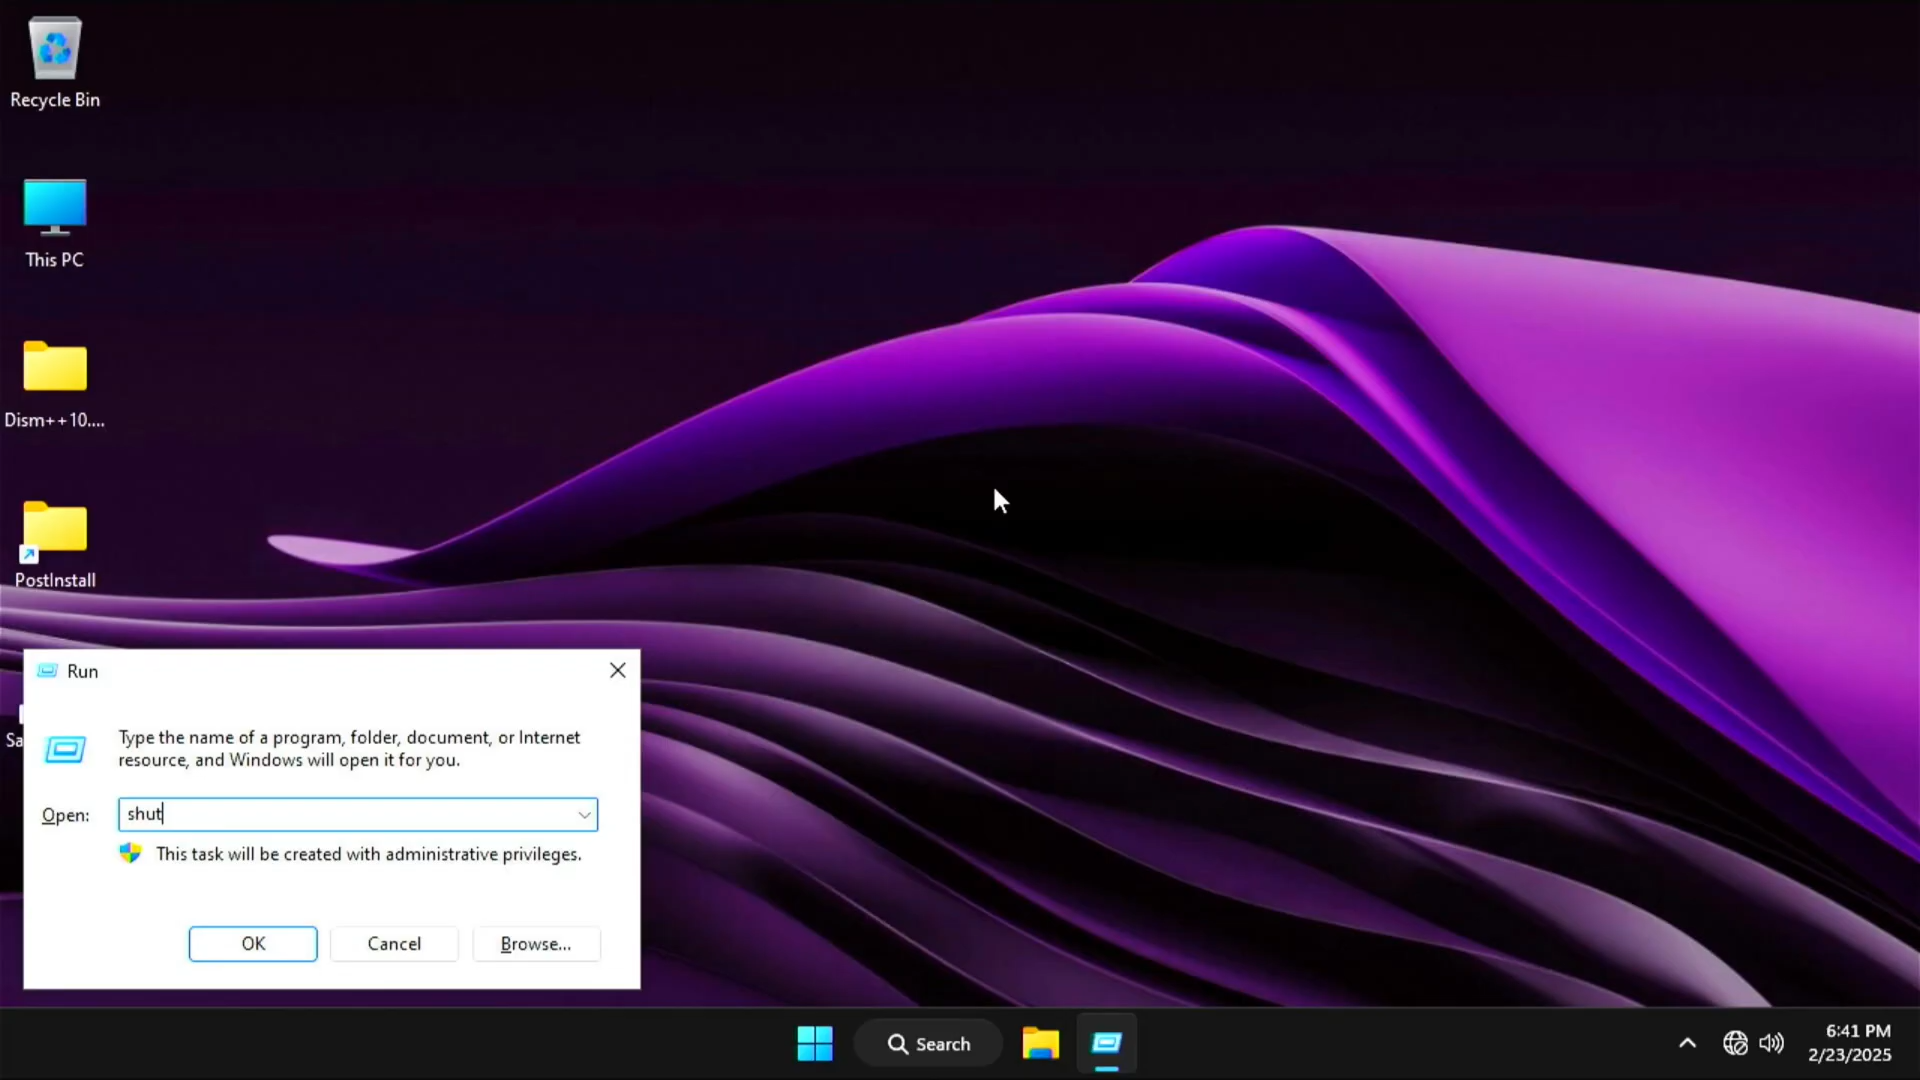 Recycle Bin
This PC
Dism++10....
PostInstall
Sa
Run
Type the name of a program, folder, document, or Internet
resource, and Windows will open it for you.
Open:
shut
This task will be created with administrative privileges.
OK
Cancel
Browse...
Search
6:41 PM
2/23/2025